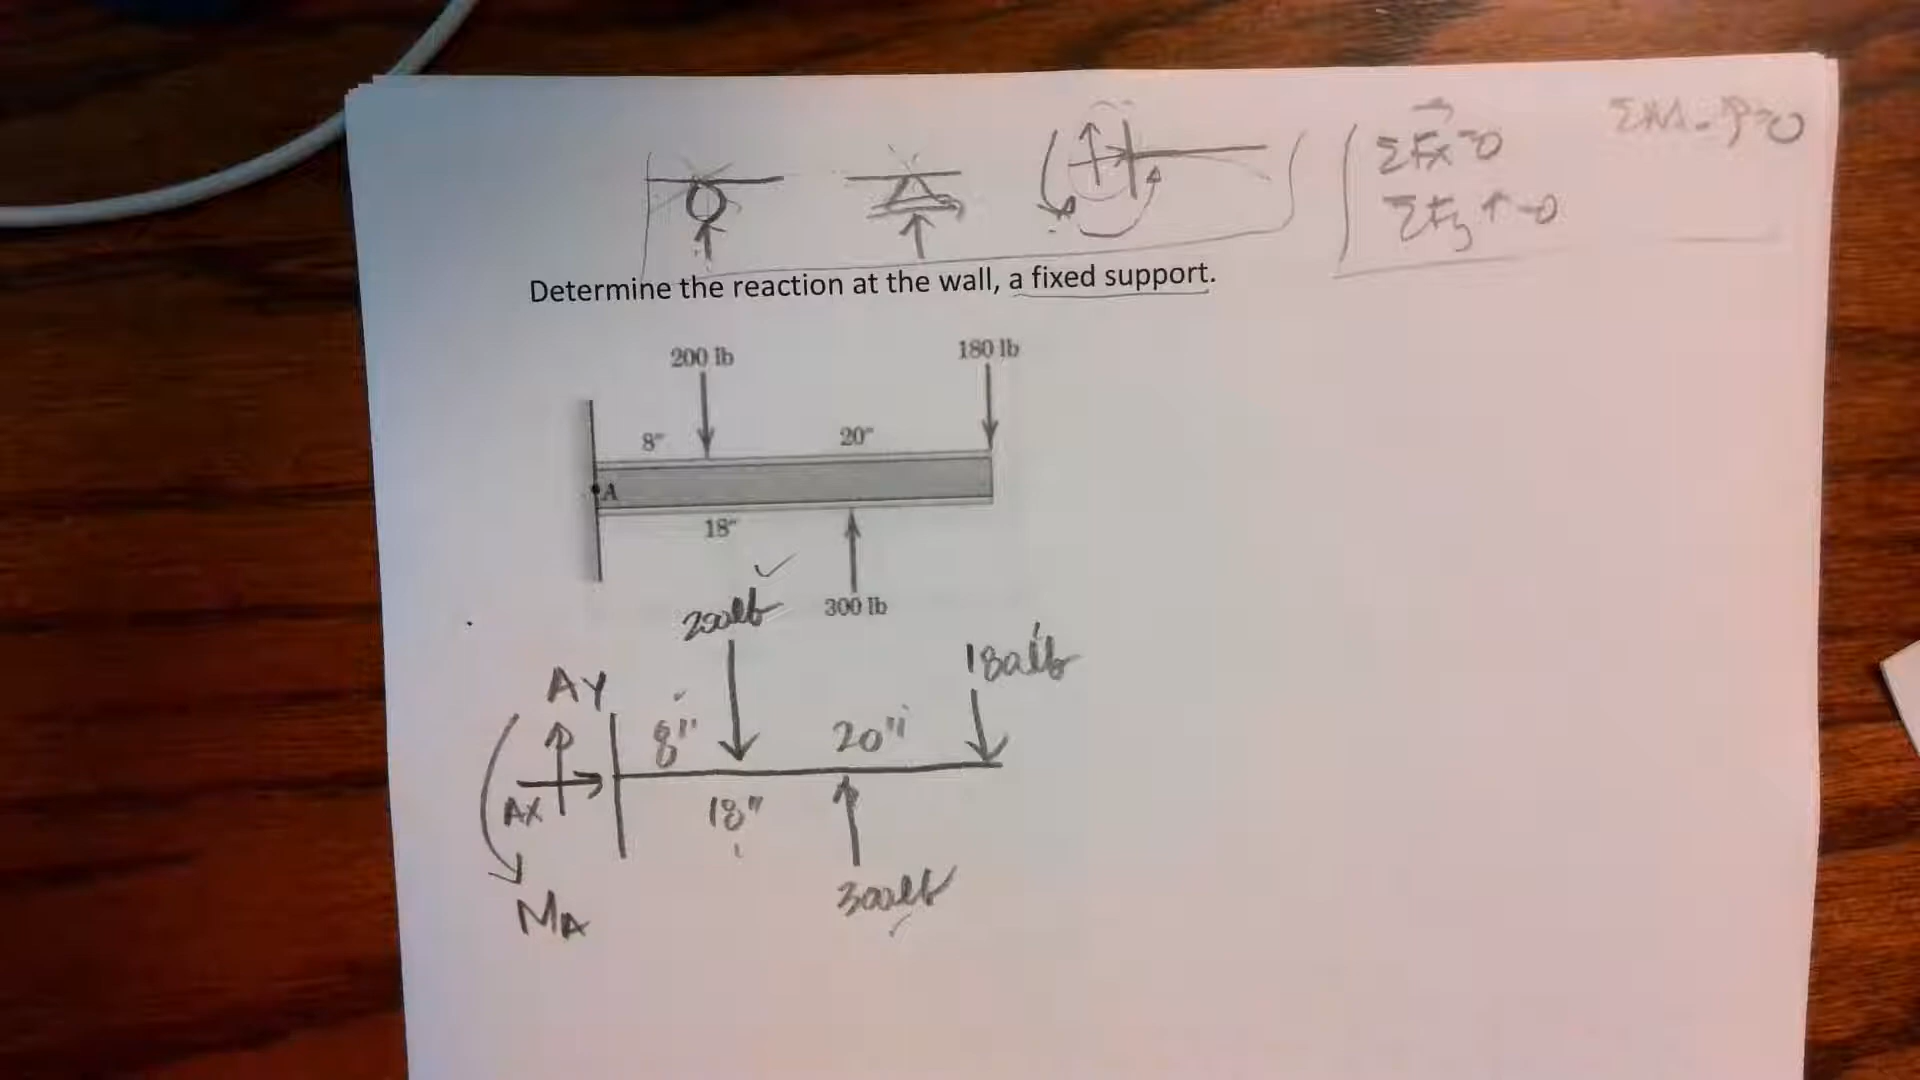 ΣFx=0
ΣM =0
ΣFy↑=0
Determine the reaction at the wall, a fixed support.
200 lb
180 lb
8"
20"
A
18"
300 lb
200lb
180lb
AY
8"
20"
AX
18"
300lb
MA